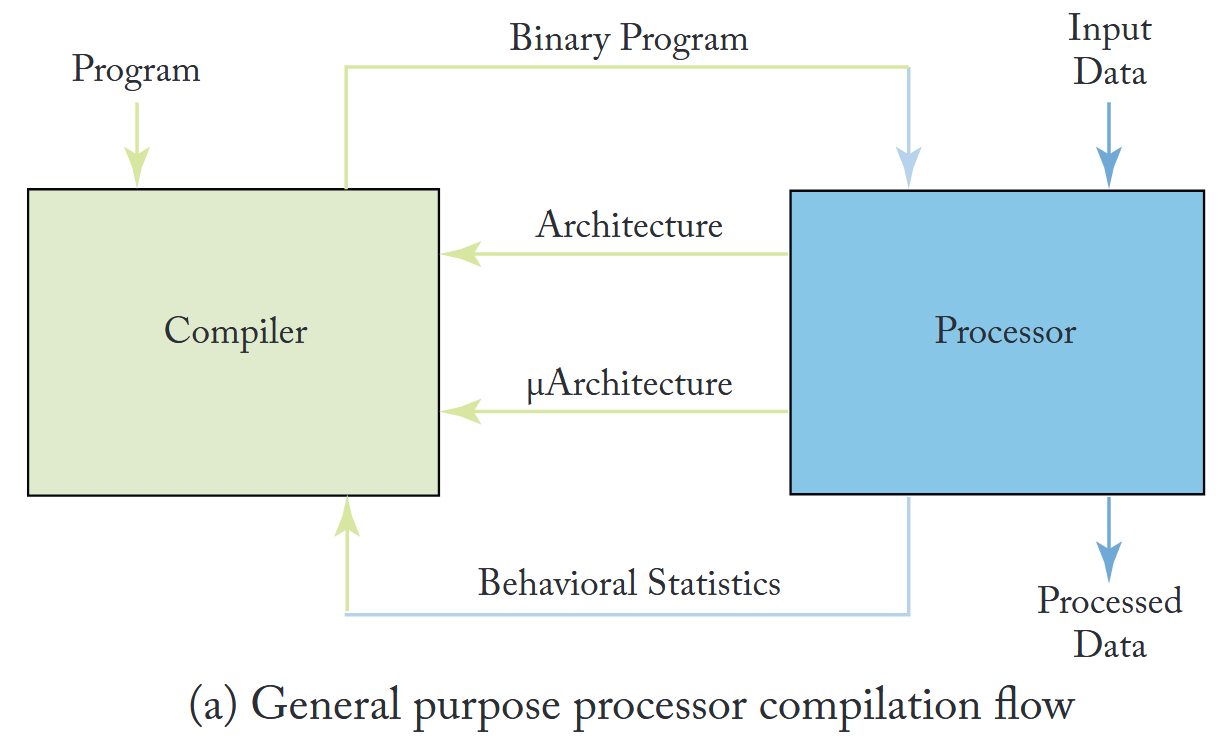 Program
Binary Program
Input
Data
Architecture
Compiler
Processor
μArchitecture
Behavioral Statistics
Processed
Data
(a) General purpose processor compilation flow